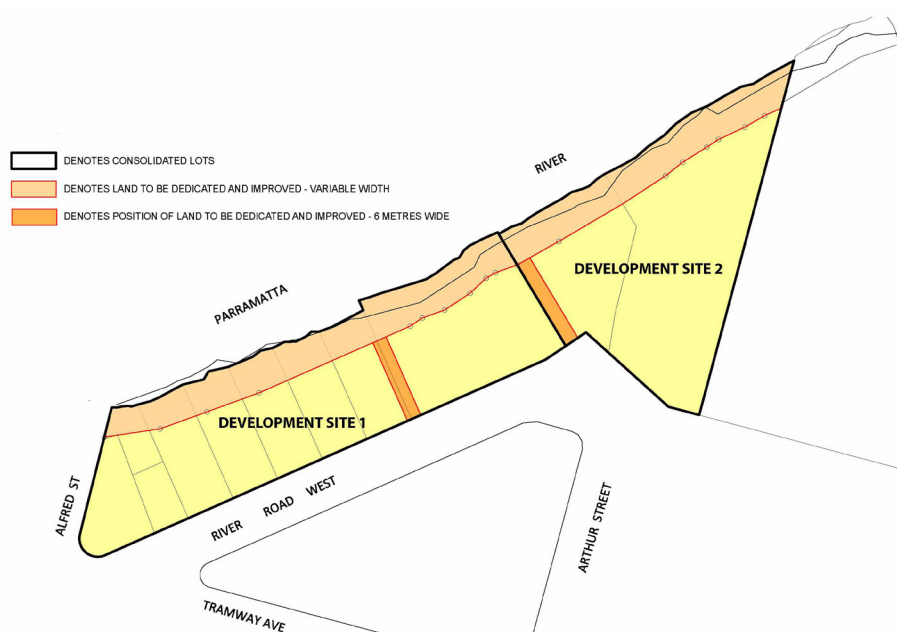 DENOTES CONSOLIDATED LOTS
DENOTES LAND TO BE DEDICATED AND IMPROVED - VARIABLE WIDTH
DENOTES POSITION OF LAND TO BE DEDICATED AND IMPROVED - 6 METRES WIDE
RIVER
PARRAMATTA
DEVELOPMENT SITE 2
DEVELOPMENT SITE 1
ALFRED ST
RIVER ROAD WEST
ARTHUR STREET
TRAMWAY AVE